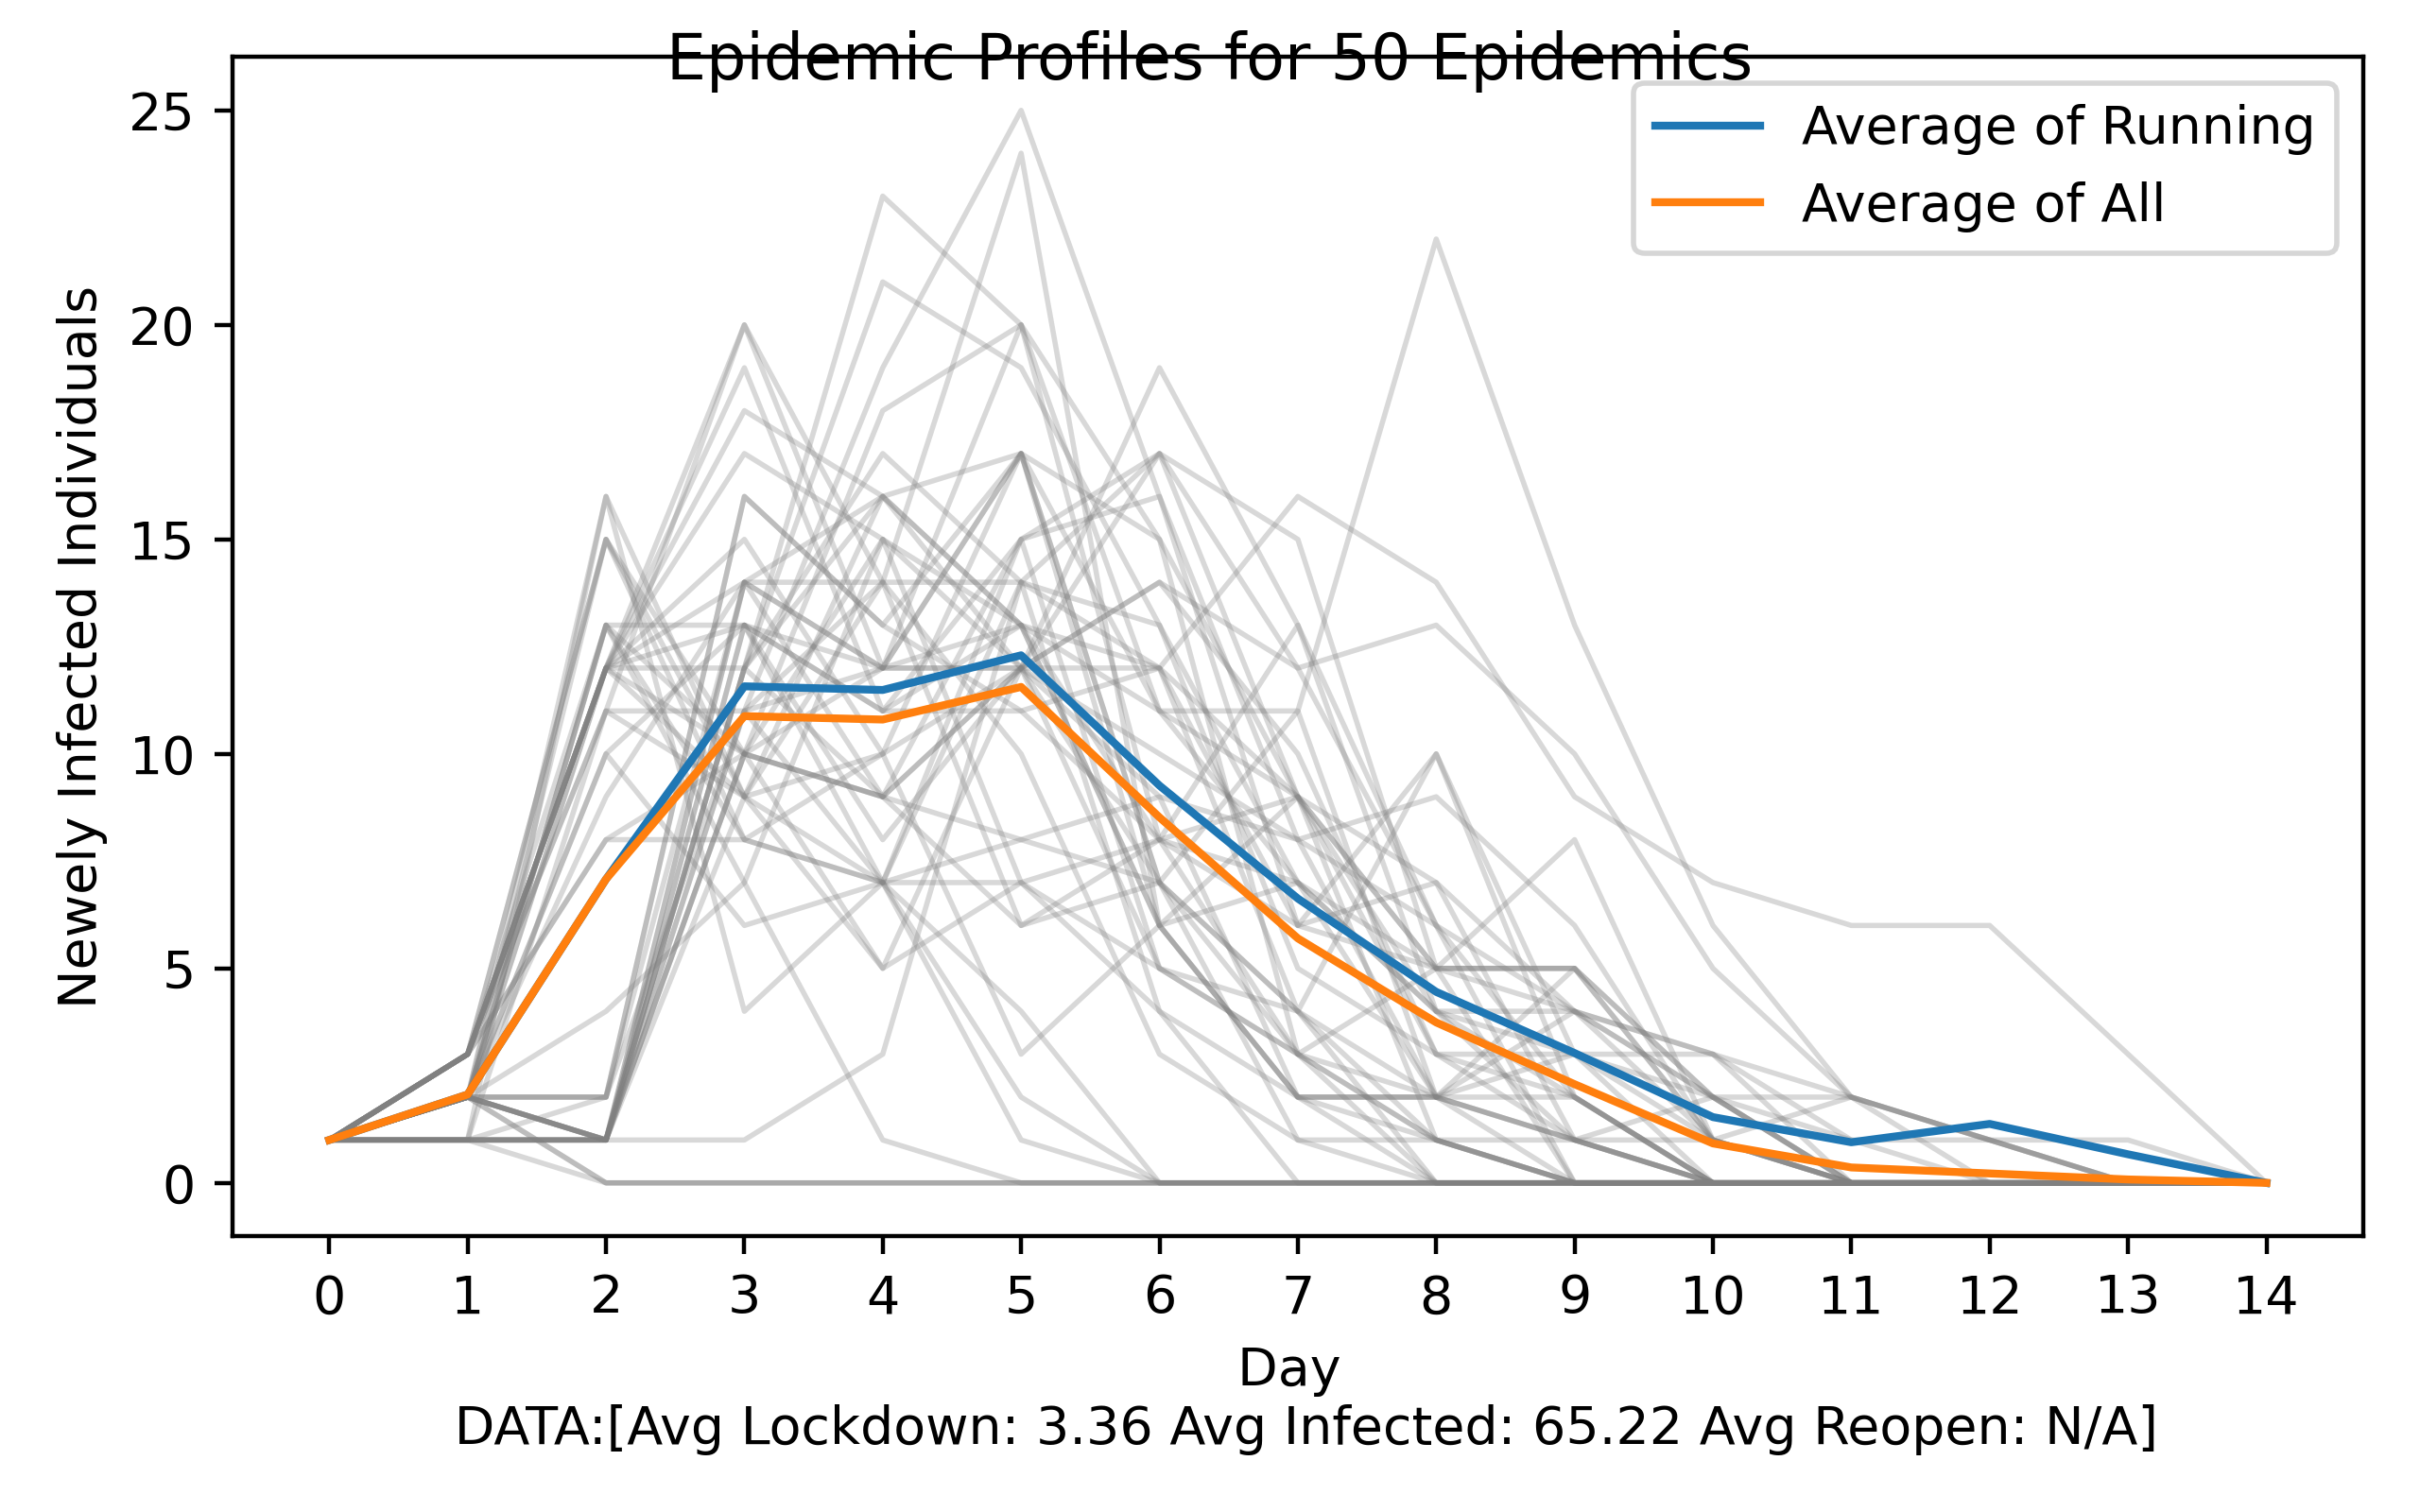 Epidemic Profiles for 50 Epidemics
Average of Running
Average of All
Newely Infected Individuals
25
20
15
10
5
0
0 1 2 3 4 5 6 7 8 9 10 11 12 13 14
Day
DATA:[Avg Lockdown: 3.36 Avg Infected: 65.22 Avg Reopen: N/A]